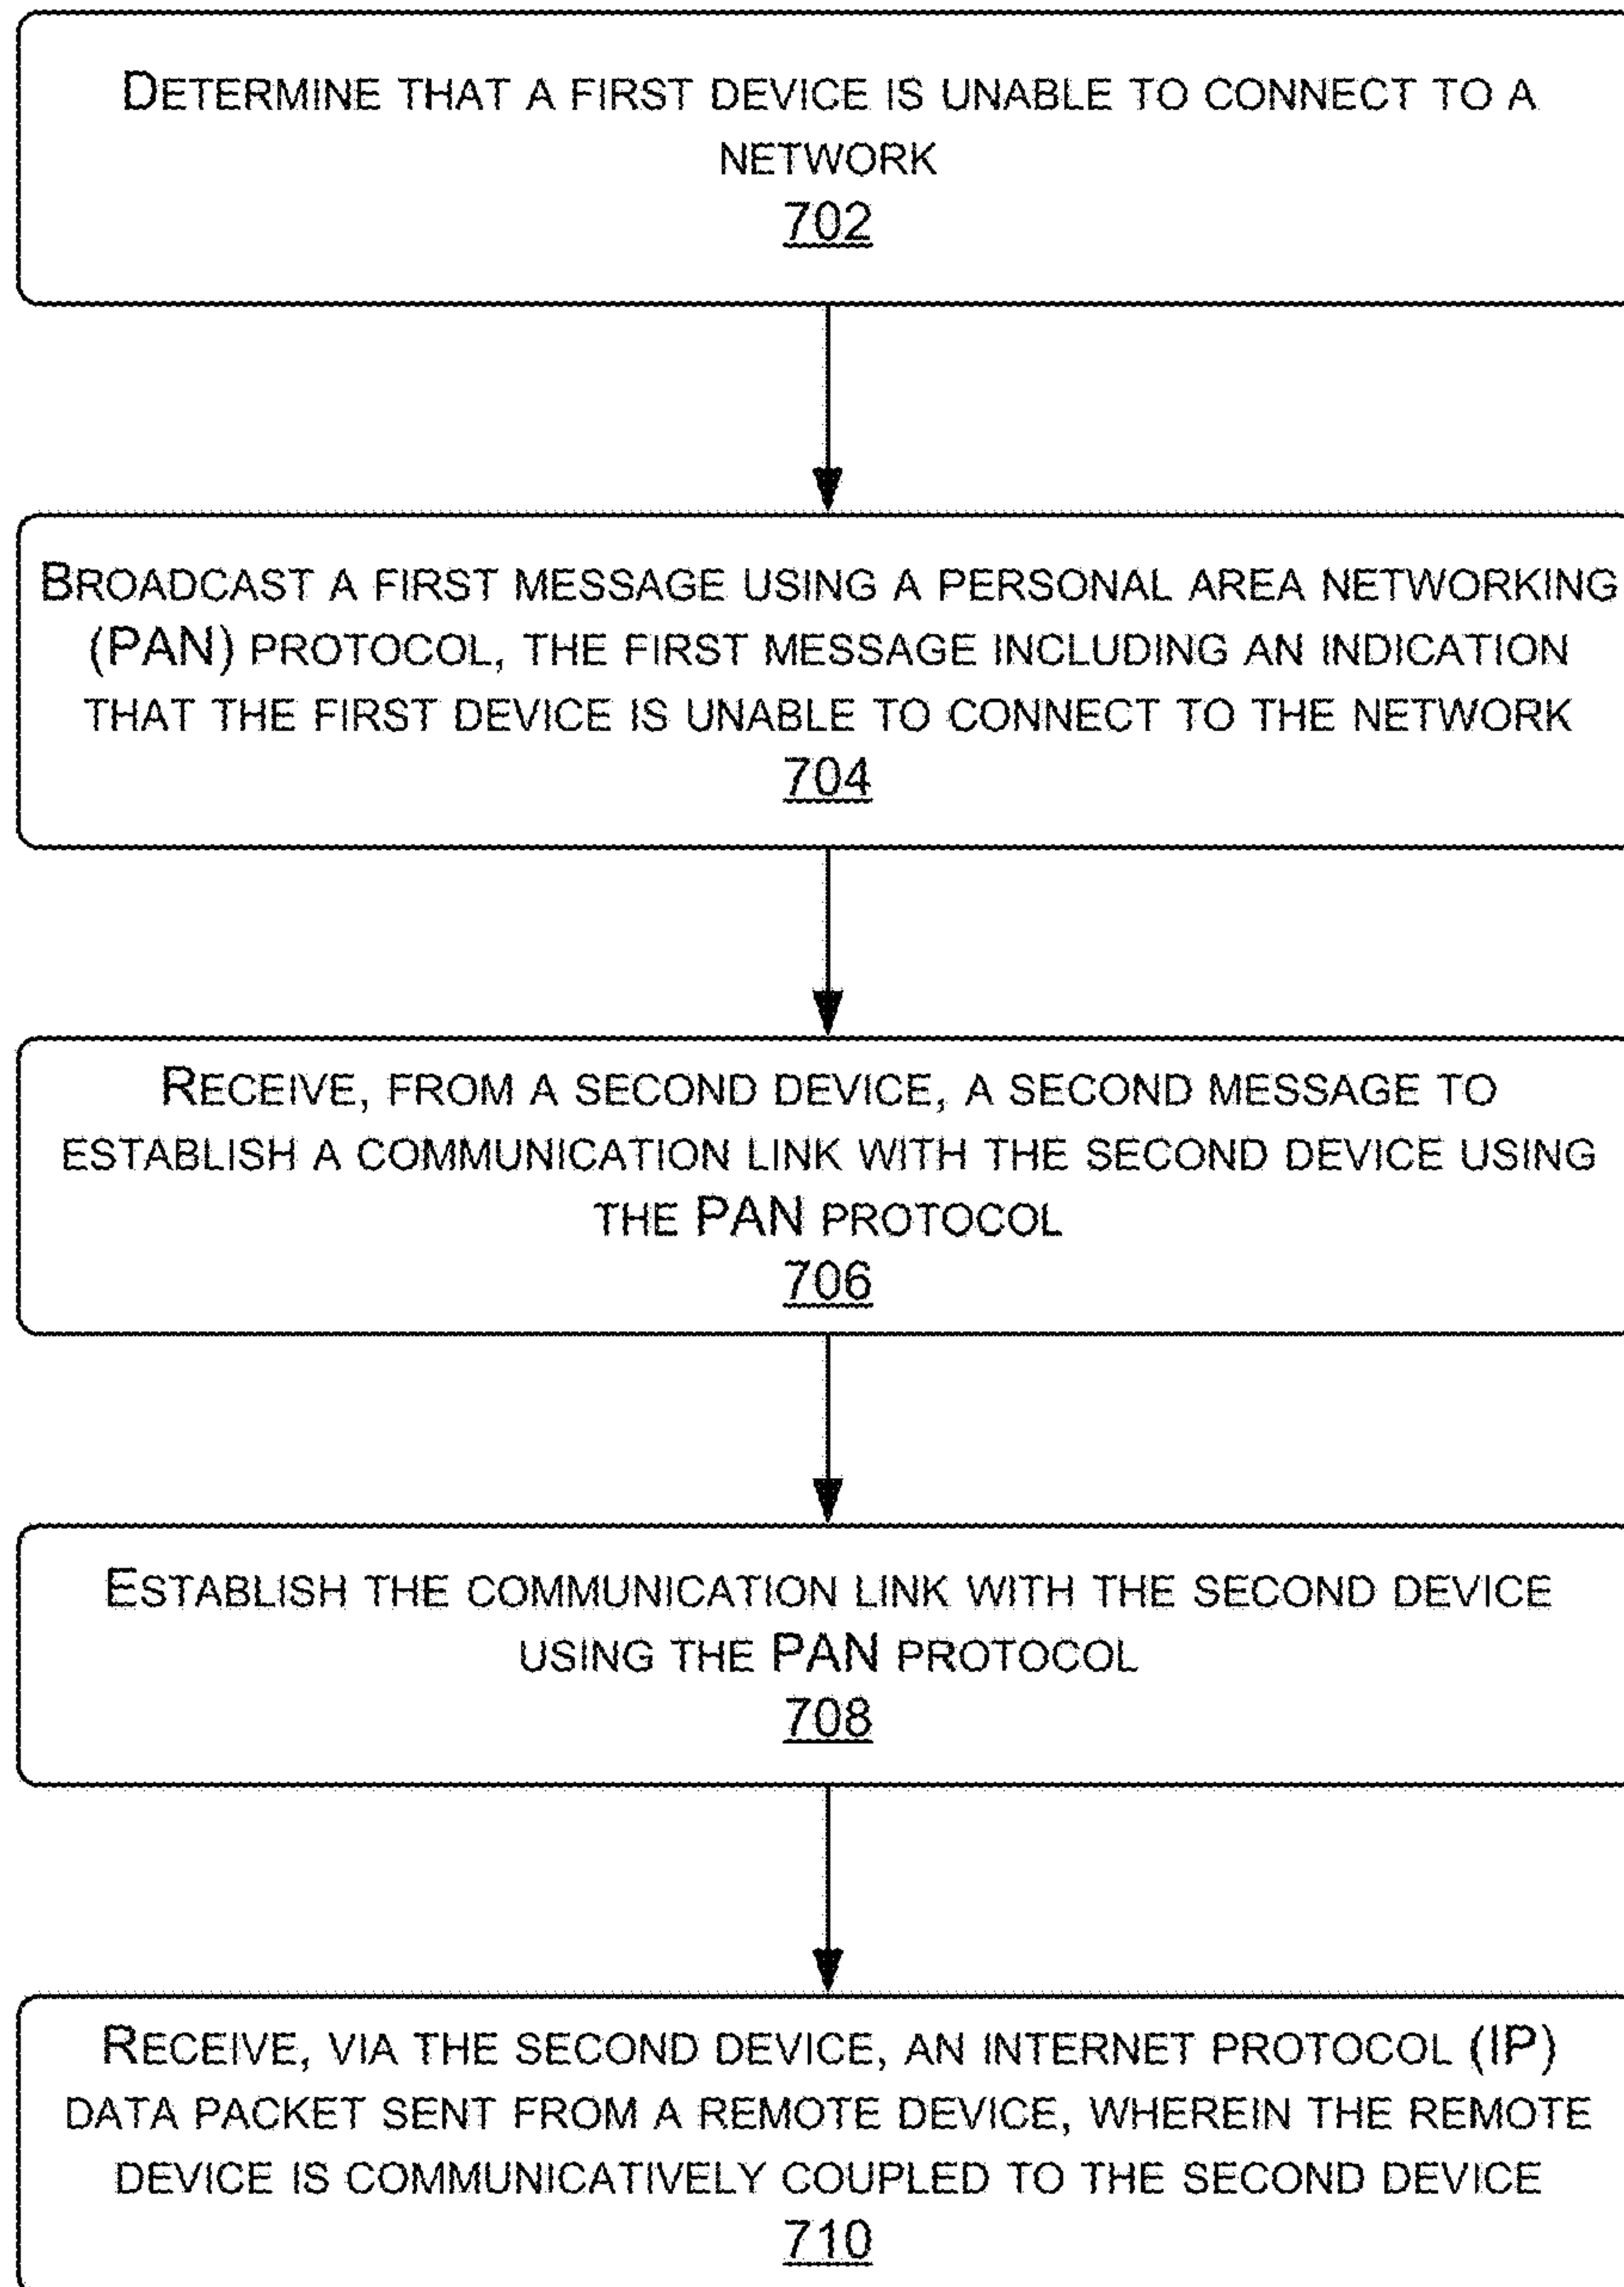 DETERMINE THAT A FIRST DEVICE IS UNABLE TO CONNECT TO A
NETWORK
702
BROADCAST A FIRST MESSAGE USING A PERSONAL AREA NETWORKING
(PAN) PROTOCOL, THE FIRST MESSAGE INCLUDING AN INDICATION
THAT THE FIRST DEVICE IS UNABLE TO CONNECT TO THE NETWORK
704
RECEIVE, FROM A SECOND DEVICE, A SECOND MESSAGE TO
ESTABLISH A COMMUNICATION LINK WITH THE SECOND DEVICE USING
THE PAN PROTOCOL
706
ESTABLISH THE COMMUNICATION LINK WITH THE SECOND DEVICE
USING THE PAN PROTOCOL
708
RECEIVE, VIA THE SECOND DEVICE, AN INTERNET PROTOCOL (IP)
DATA PACKET SENT FROM A REMOTE DEVICE, WHEREIN THE REMOTE
DEVICE IS COMMUNICATIVELY COUPLED TO THE SECOND DEVICE
710